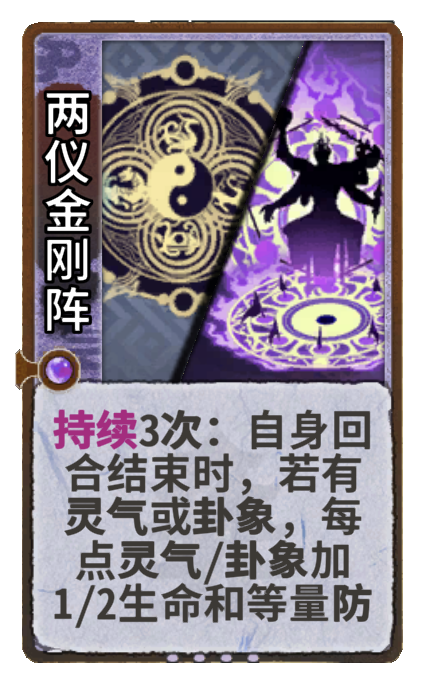 两仪金刚阵
持续3次：自身回
合结束时，若有
灵气或卦象，每
点灵气/卦象加
1/2生命和等量防